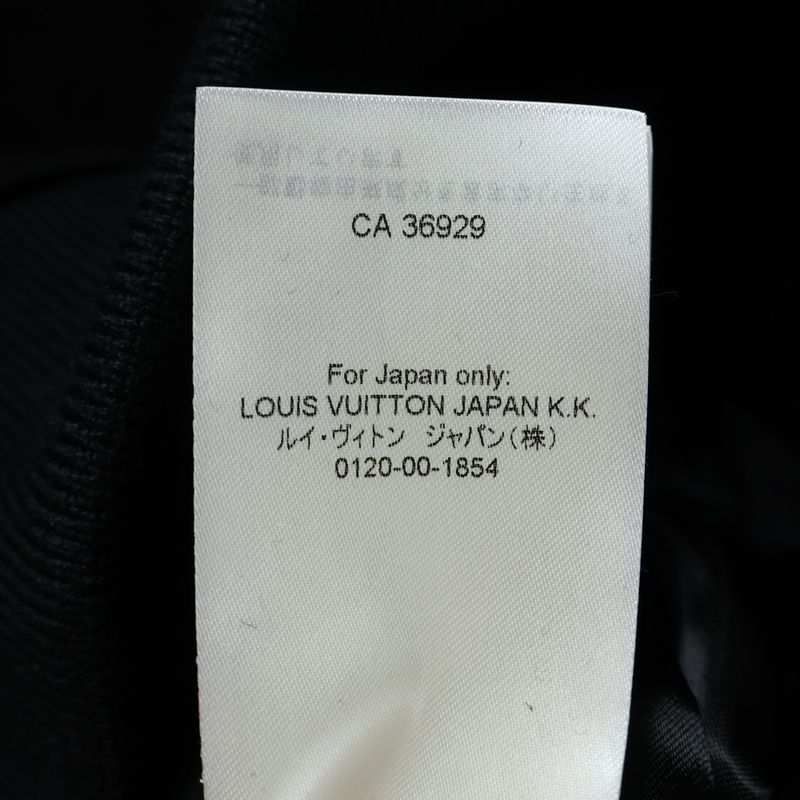 CA 36929
For Japan only:
LOUIS VUITTON JAPAN K.K.
ルイ・ヴィトン ジャパン(株)
0120-00-1854